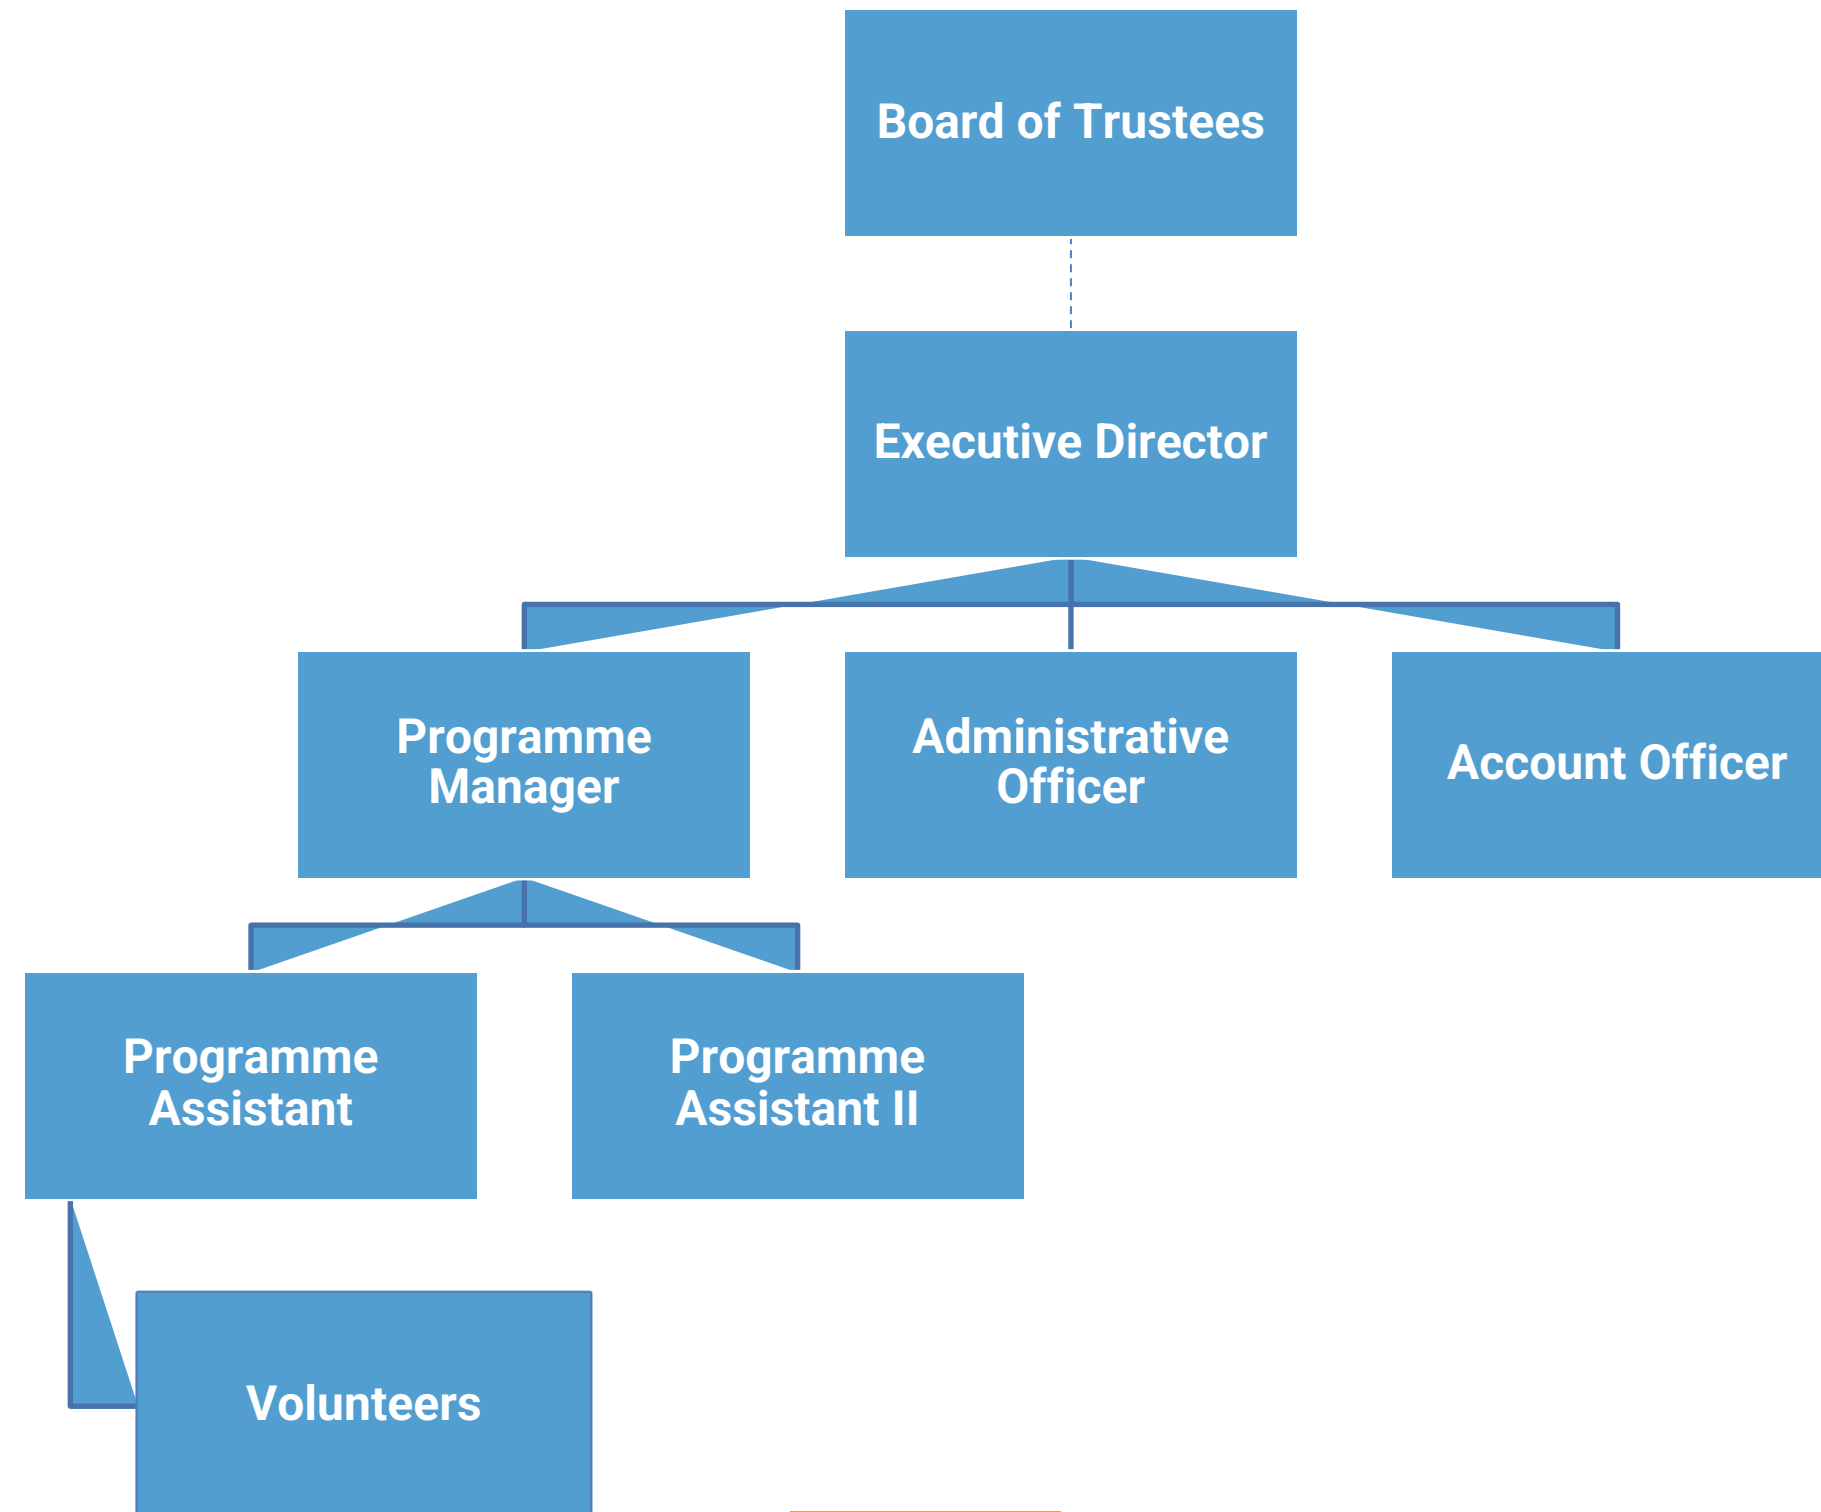 Board of Trustees
Executive Director
Programme
Manager
Administrative
Officer
Account Officer
Programme
Assistant
Programme
Assistant II
Volunteers